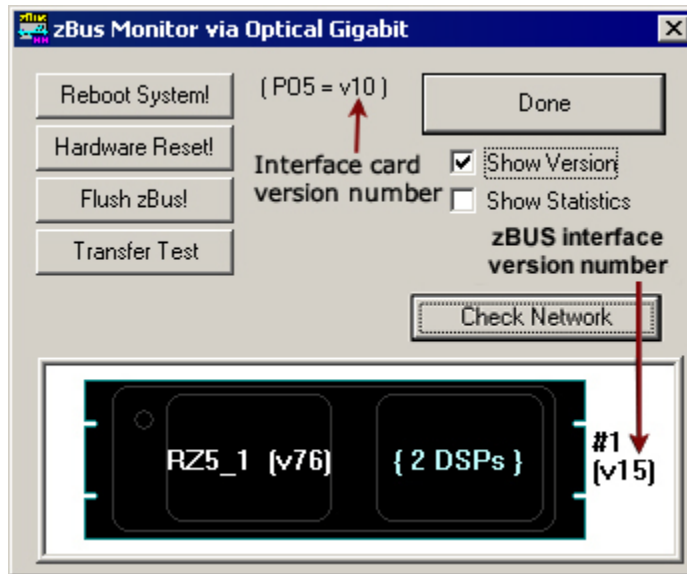 zBus Monitor via Optical Gigabit
Reboot System!
( PO5 = v10 )
Done
Hardware Reset!
Interface card
version number
Show Version
Flush zBus!
Show Statistics
Transfer Test
zBUS interface
version number
Check Network
RZ5_1 (v76)
{ 2 DSPs }
#1
(v15)